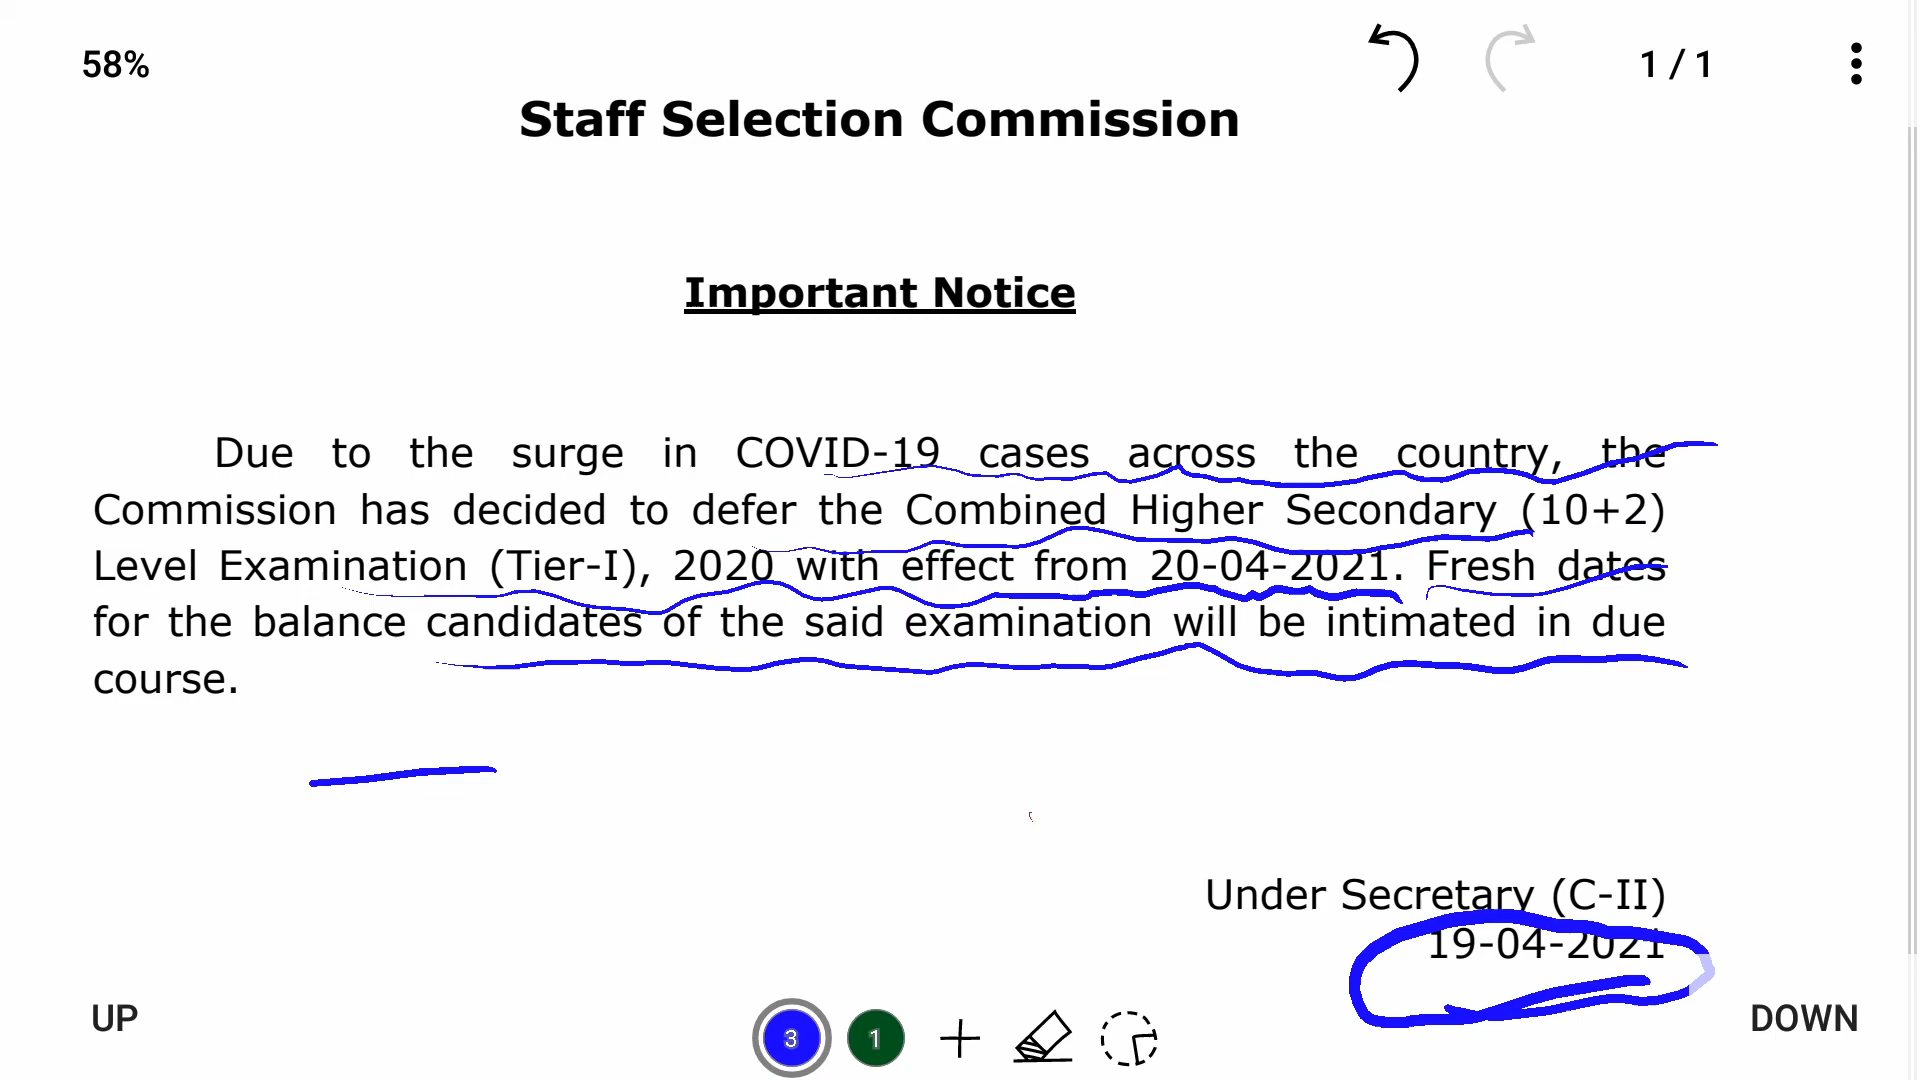 58%
1 / 1
Staff Selection Commission
Important Notice
Due to the surge in COVID-19 cases across the country, the
Commission has decided to defer the Combined Higher Secondary (10+2)
Level Examination (Tier-I), 2020 with effect from 20-04-2021. Fresh dates
for the balance candidates of the said examination will be intimated in due
course.
Under Secretary (C-II)
19-04-2021
UP
3
1
DOWN